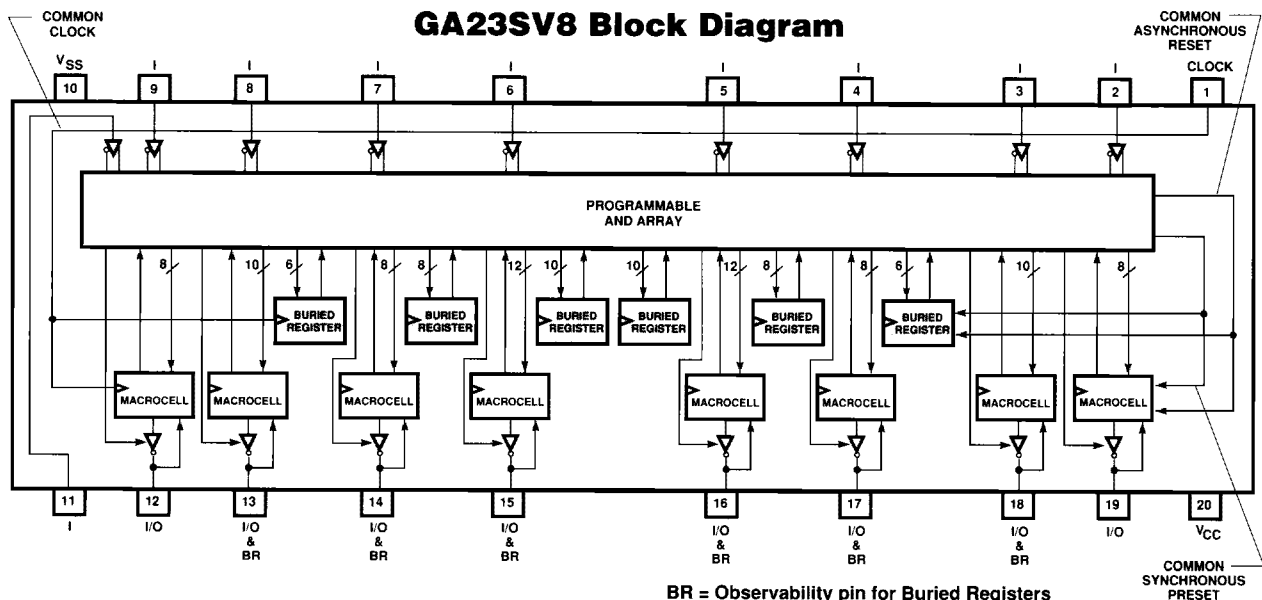 GA23SV8 Block Diagram
COMMON
CLOCK
COMMON
ASYNCHRONOUS
RESET
VSS
I
I
I
I
I
I
I
I
CLOCK
10
9
8
7
6
5
4
3
2
1
PROGRAMMABLE
AND ARRAY
8
10
6
8
8
12
10
10
12
8
8
6
10
8
BURIED
REGISTER
BURIED
REGISTER
BURIED
REGISTER
BURIED
REGISTER
BURIED
REGISTER
BURIED
REGISTER
MACROCELL
MACROCELL
MACROCELL
MACROCELL
MACROCELL
MACROCELL
MACROCELL
MACROCELL
11
12
13
14
15
16
17
18
19
20
I
I/O
I/O
&
BR
I/O
&
BR
I/O
&
BR
I/O
&
BR
I/O
&
BR
I/O
&
BR
I/O
VCC
COMMON
SYNCHRONOUS
PRESET
BR = Observability pin for Buried Registers